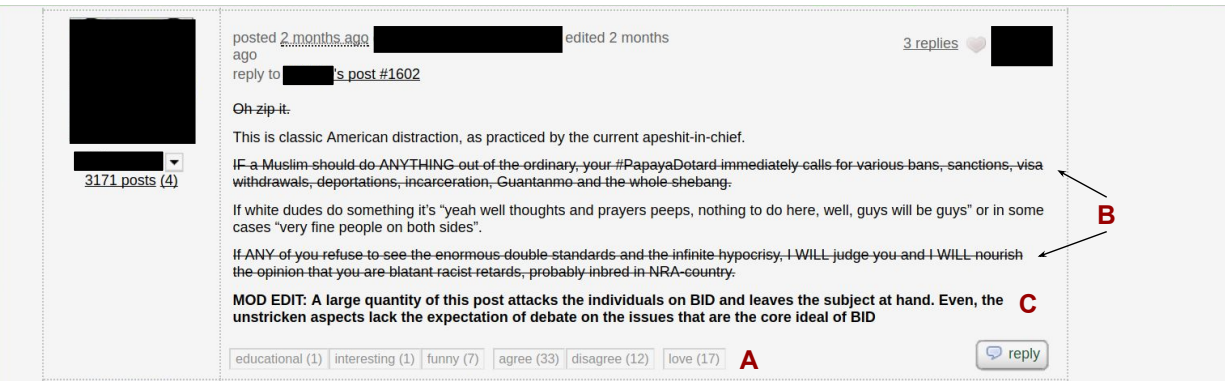 posted 2 months ago edited 2 months
ago
3 replies
reply to 's post #1602
3171 posts (4)
Oh zip it.
This is classic American distraction, as practiced by the current apeshit-in-chief.
IF a Muslim should do ANYTHING out of the ordinary, your #PapayaDotard immediately calls for various bans, sanctions, visa
withdrawals, deportations, incarceration, Guantanmo and the whole shebang.
If white dudes do something it's “yeah well thoughts and prayers peeps, nothing to do here, well, guys will be guys” or in some
cases “very fine people on both sides”.
B
If ANY of you refuse to see the enormous double standards and the infinite hypocrisy, I WILL judge you and I WILL nourish
the opinion that you are blatant racist retards, probably inbred in NRA-country.
MOD EDIT: A large quantity of this post attacks the individuals on BID and leaves the subject at hand. Even, the
unstricken aspects lack the expectation of debate on the issues that are the core ideal of BID
C
educational (1) interesting (1) funny (7) agree (33) disagree (12) love (17)
A
reply